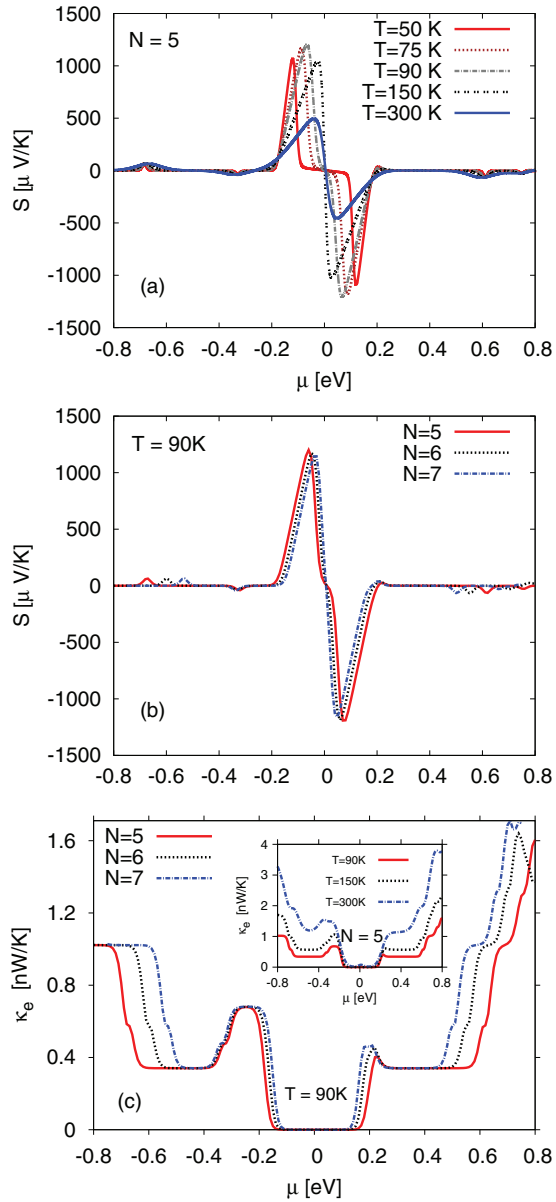 N = 5
T=50 K
T=75 K
T=90 K
T=150 K
T=300 K
1500
1000
500
0
-500
-1000
-1500
S [μ V/K]
(a)
-0.8 -0.6 -0.4 -0.2 0 0.2 0.4 0.6 0.8
μ [eV]
T = 90K
N=5
N=6
N=7
1500
1000
500
0
-500
-1000
-1500
S [μ V/K]
(b)
-0.8 -0.6 -0.4 -0.2 0 0.2 0.4 0.6 0.8
N=5
N=6
N=7
1.6
1.2
0.8
0.4
0
κe [nW/K]
4
3
2
1
0
κe [nW/K]
T=90K
T=150K
T=300K
N = 5
-0.8 -0.4 0 0.4 0.8
μ [eV]
T = 90K
(c)
-0.8 -0.6 -0.4 -0.2 0 0.2 0.4 0.6 0.8
μ [eV]